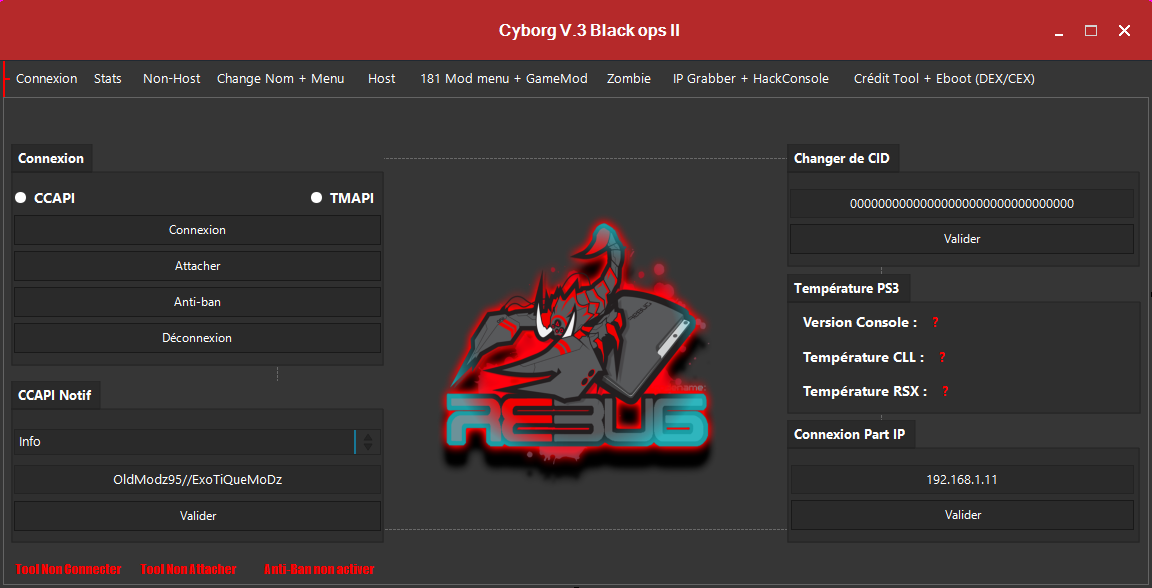 Cyborg V.3 Black ops II
Connexion Stats Non-Host Change Nom + Menu Host 181 Mod menu + GameMod Zombie IP Grabber + HackConsole Crédit Tool + Eboot (DEX/CEX)
Connexion
CCAPI TMAPI
Connexion
Attacher
Anti-ban
Déconnexion
CCAPI Notif
Info
OldModz95//ExoTiQueMoDz
Valider
REBUG
Changer de CID
00000000000000000000000000000000
Valider
Température PS3
Version Console : ?
Température CLL : ?
Température RSX : ?
Connexion Part IP
192.168.1.11
Valider
Tool Non Connecter Tool Non Attacher Anti-Ban non activer